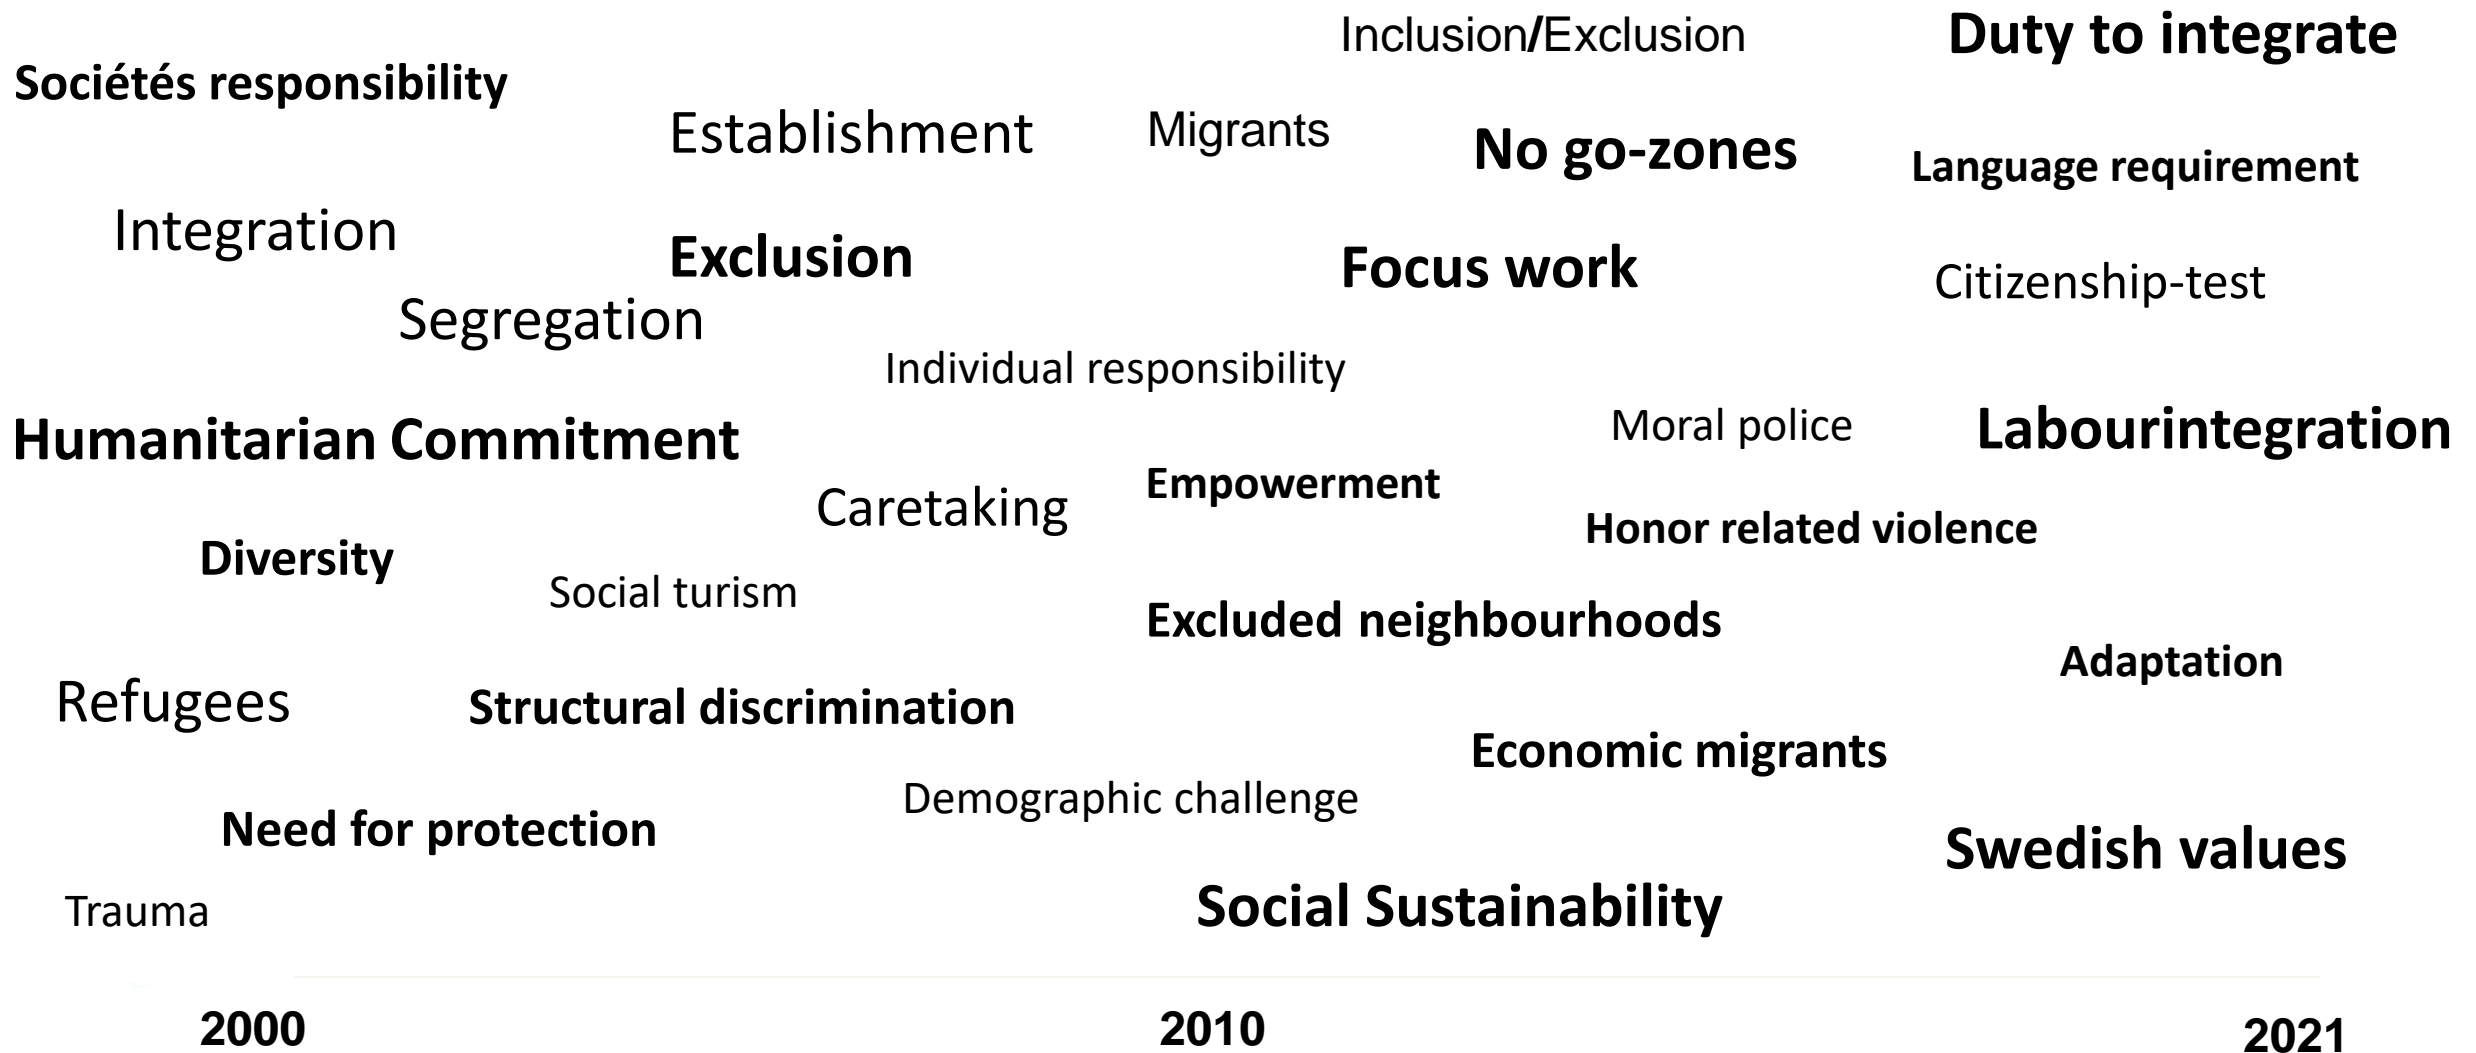 Inclusion/Exclusion
Duty to integrate
Sociétés responsibility
Establishment
Migrants
No go-zones
Language requirement
Integration
Exclusion
Focus work
Citizenship-test
Segregation
Individual responsibility
Humanitarian Commitment
Moral police
Labourintegration
Caretaking
Empowerment
Honor related violence
Diversity
Social turism
Excluded neighbourhoods
Adaptation
Refugees
Structural discrimination
Economic migrants
Demographic challenge
Need for protection
Swedish values
Trauma
Social Sustainability
2000
2010
2021